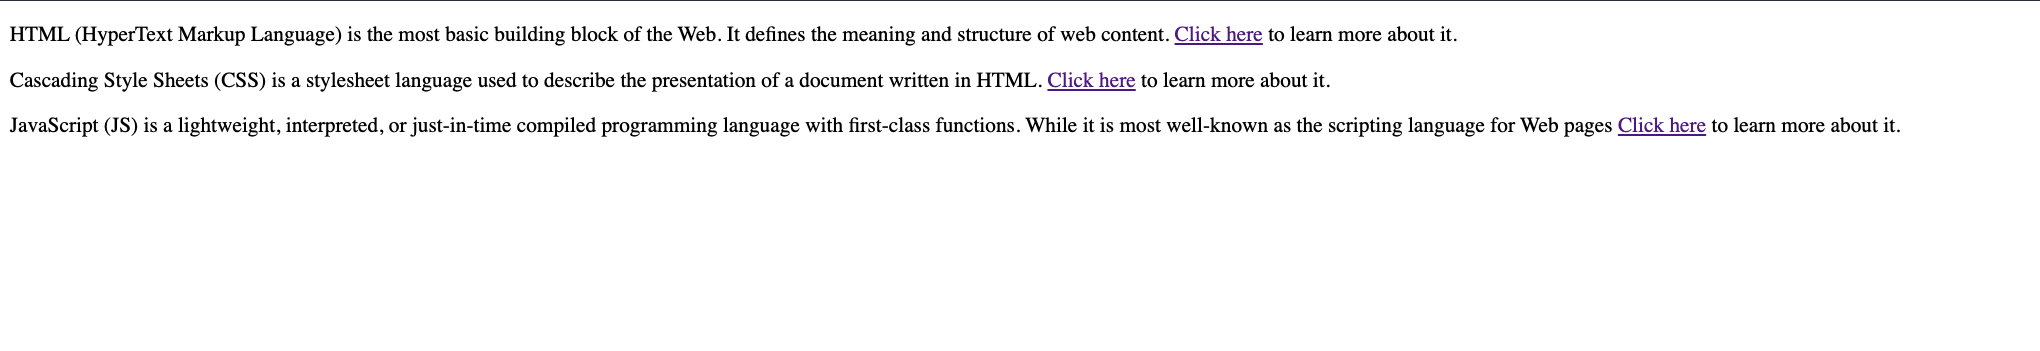 HTML (HyperText Markup Language) is the most basic building block of the Web. It defines the meaning and structure of web content. Click here to learn more about it.
Cascading Style Sheets (CSS) is a stylesheet language used to describe the presentation of a document written in HTML. Click here to learn more about it.
JavaScript (JS) is a lightweight, interpreted, or just-in-time compiled programming language with first-class functions. While it is most well-known as the scripting language for Web pages Click here to learn more about it.